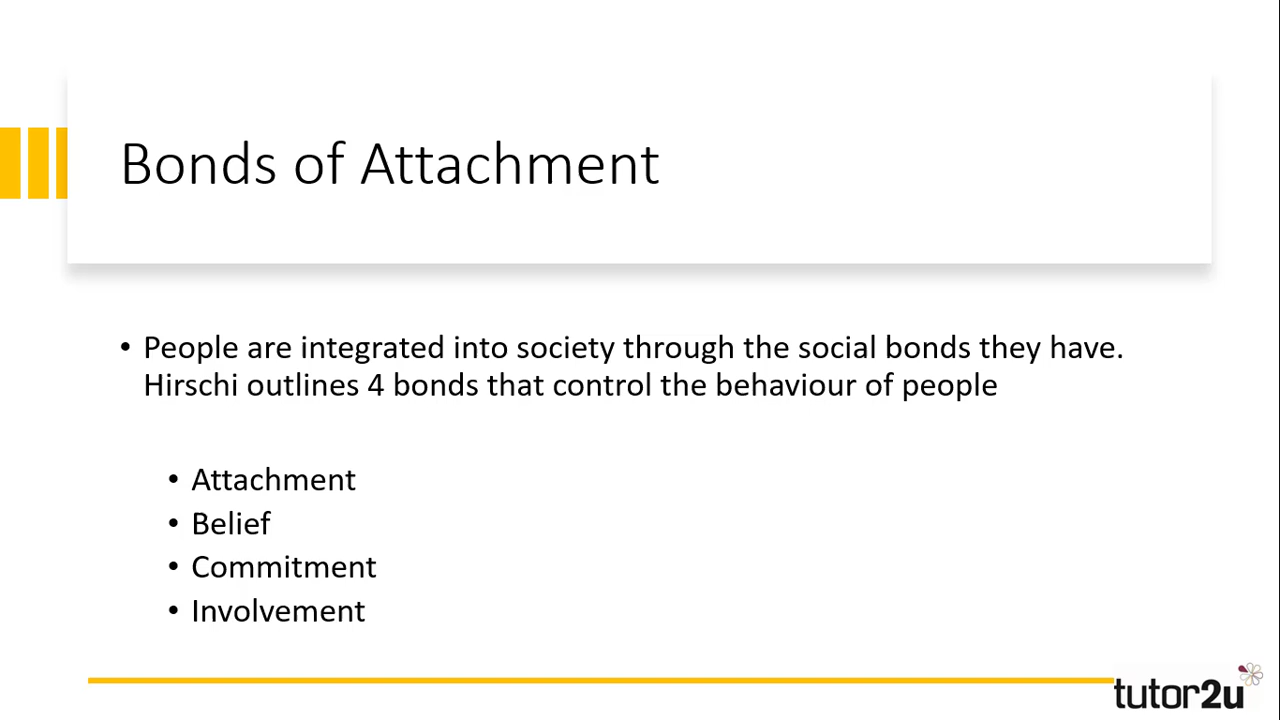 Bonds of Attachment
• People are integrated into society through the social bonds they have.
Hirschi outlines 4 bonds that control the behaviour of people
• Attachment
• Belief
• Commitment
• Involvement
tutor2u